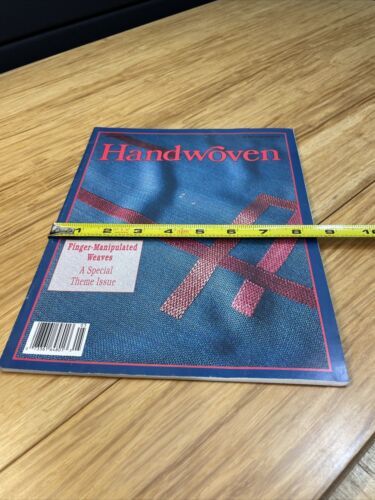 Handwoven
1 2 3 4 5 6 7 8 9 10
Finger-Manipulated
Weaves
A Special
Theme Issue